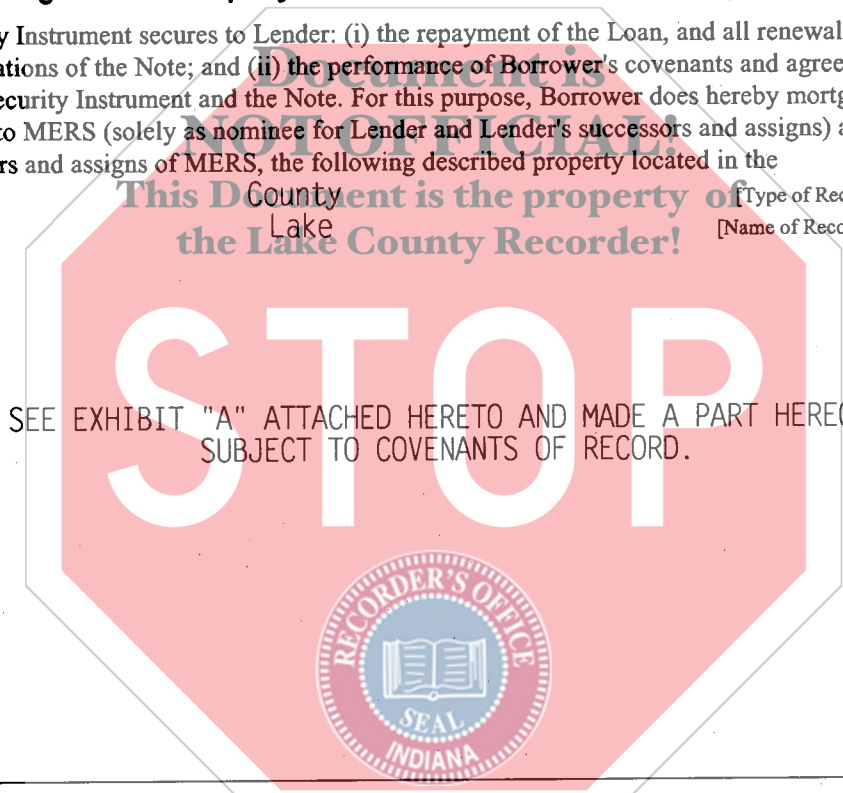 y Instrument secures to Lender: (i) the repayment of the Loan, and all renewal
ations of the Note; and (ii) the performance of Borrower's covenants and agree
ecurity Instrument and the Note. For this purpose, Borrower does hereby mortg
to MERS (solely as nominee for Lender and Lender's successors and assigns) a
rs and assigns of MERS, the following described property located in the
County [Type of Rec
Lake [Name of Reco
Document is
NOT OFFICIAL!
This Document is the property of
the Lake County Recorder!
STOP
SEE EXHIBIT "A" ATTACHED HERETO AND MADE A PART HEREO
SUBJECT TO COVENANTS OF RECORD.
RECORDER'S OFFICE
SEAL
INDIANA